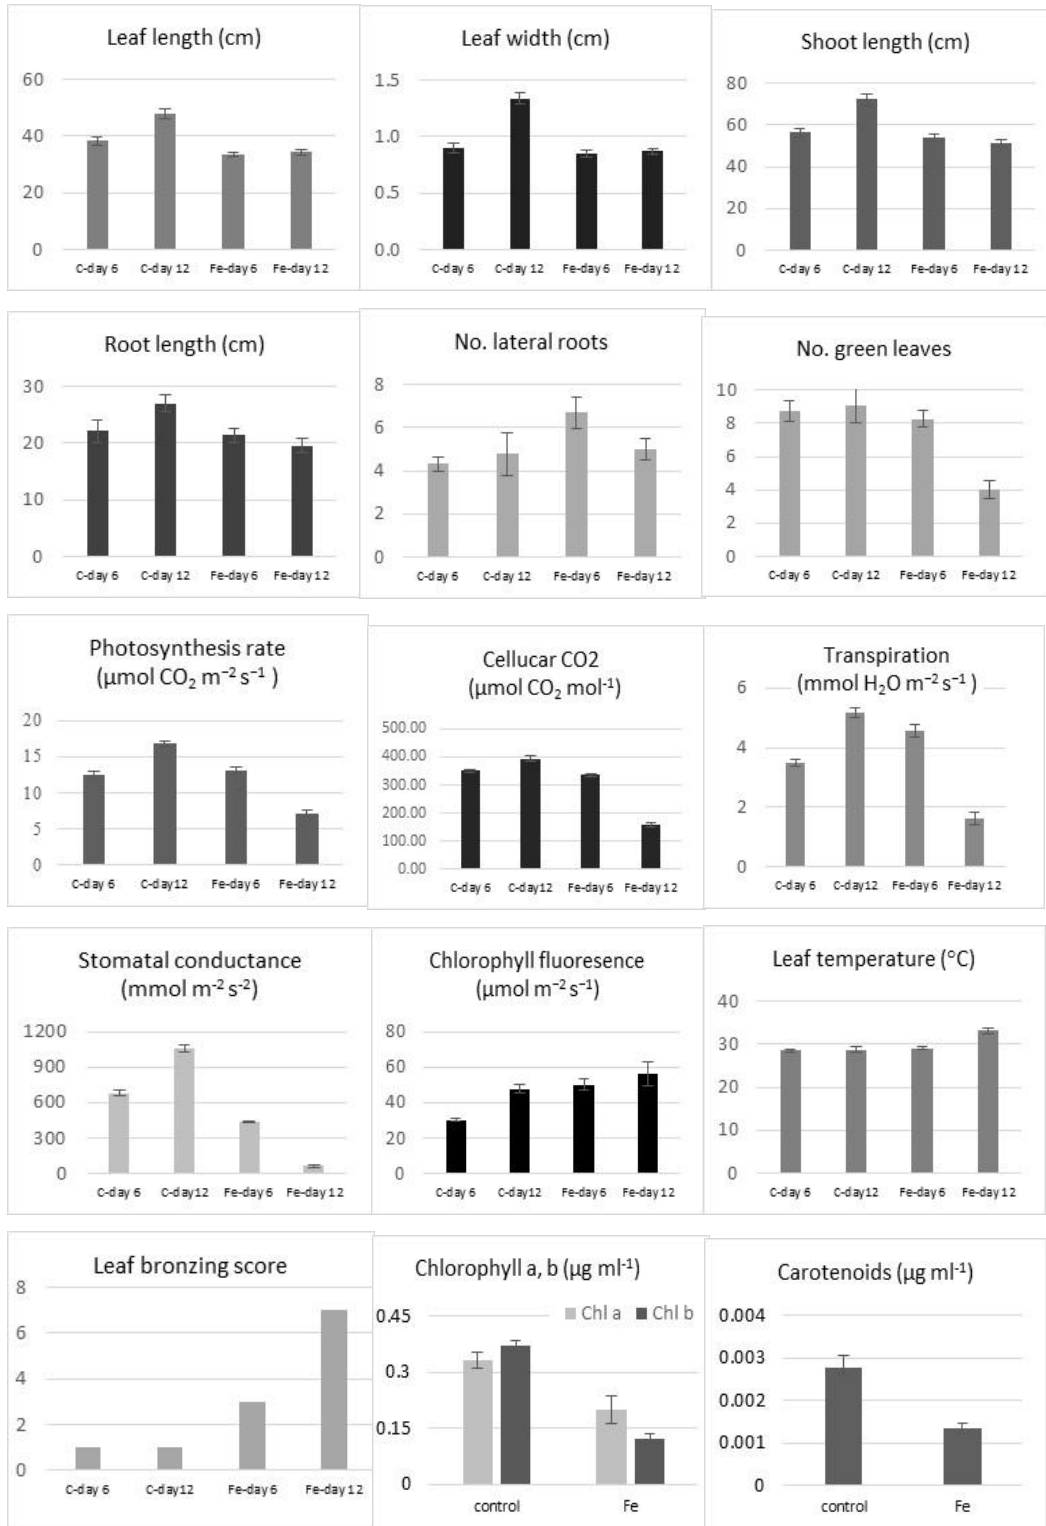 Leaf length (cm)
60
40
20
0
C-day 6 C-day 12 Fe-day 6 Fe-day 12
Leaf width (cm)
1.5
1.0
0.5
0.0
C-day 6 C-day 12 Fe-day 6 Fe-day 12
Shoot length (cm)
80
60
40
20
0
C-day 6 C-day 12 Fe-day 6 Fe-day 12
Root length (cm)
30
20
10
0
C-day 6 C-day 12 Fe-day 6 Fe-day 12
No. lateral roots
8
6
4
2
0
C-day 6 C-day 12 Fe-day 6 Fe-day 12
No. green leaves
10
8
6
4
2
0
C-day 6 C-day 12 Fe-day 6 Fe-day 12
Photosynthesis rate
(µmol CO₂ m⁻² s⁻¹ )
20
15
10
5
0
C-day 6 C-day12 Fe-day 6 Fe-day 12
Cellucar CO2
(µmol CO₂ mol⁻¹)
500.00
400.00
300.00
200.00
100.00
0.00
C-day 6 C-day12 Fe-day 6 Fe-day 12
Transpiration
(mmol H₂O m⁻² s⁻¹ )
6
4
2
0
C-day 6 C-day12 Fe-day 6 Fe-day 12
Stomatal conductance
(mmol m⁻² s⁻²)
1200
900
600
300
0
C-day 6 C-day12 Fe-day 6 Fe-day 12
Chlorophyll fluoresence
(µmol m⁻² s⁻¹)
80
60
40
20
0
C-day 6 C-day12 Fe-day 6 Fe-day 12
Leaf temperature (°C)
40
30
20
10
0
C-day 6 C-day12 Fe-day 6 Fe-day 12
Leaf bronzing score
8
6
4
2
0
C-day 6 C-day12 Fe-day 6 Fe-day 12
Chlorophyll a, b (µg ml⁻¹)
Chl a Chl b
0.45
0.3
0.15
0
control Fe
Carotenoids (µg ml⁻¹)
0.004
0.003
0.002
0.001
0
control Fe